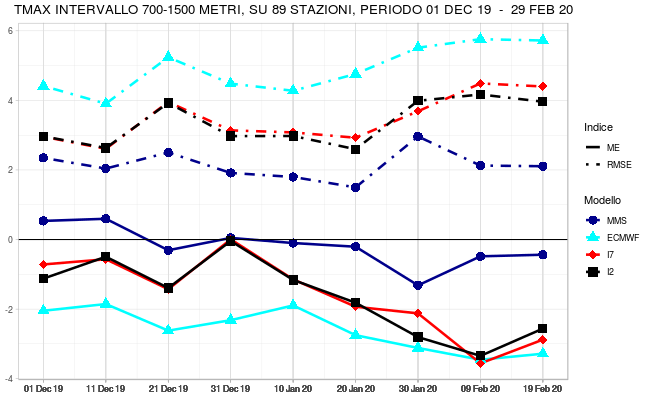 TMAX INTERVALLO 700-1500 METRI, SU 89 STAZIONI, PERIODO 01 DEC 19 - 29 FEB 20
6
4
2
0
-2
-4
01 Dec 19 11 Dec 19 21 Dec 19 31 Dec 19 10 Jan 20 20 Jan 20 30 Jan 20 09 Feb 20 19 Feb 20
Indice
ME
RMSE
Modello
MMS
ECMWF
I7
I2